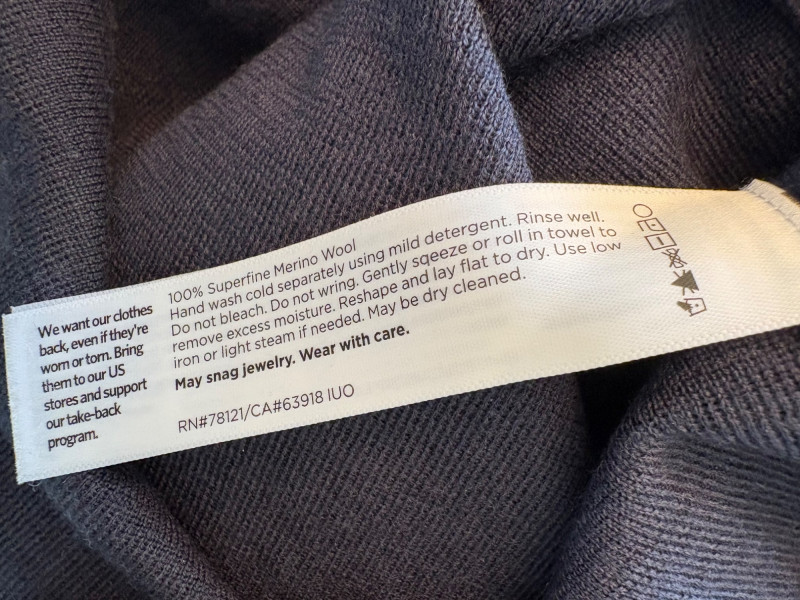 We want our clothes
back, even if they're
worn or torn. Bring
them to our US
stores and support
our take-back
program.
100% Superfine Merino Wool
Hand wash cold separately using mild detergent. Rinse well.
Do not bleach. Do not wring. Gently sqeeze or roll in towel to
remove excess moisture. Reshape and lay flat to dry. Use low
iron or light steam if needed. May be dry cleaned.
May snag jewelry. Wear with care.
RN#78121/CA#63918 IUO